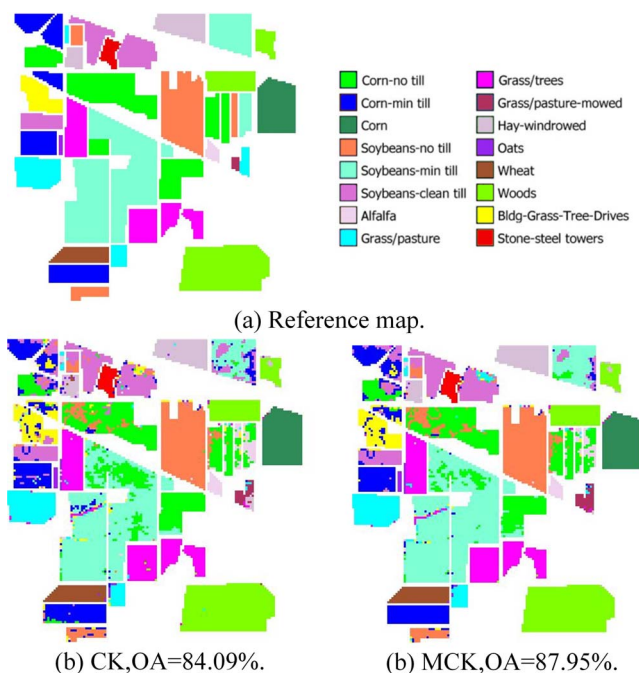 Corn-no till
Corn-min till
Corn
Soybeans-no till
Soybeans-min till
Soybeans-clean till
Alfalfa
Grass/pasture
Grass/trees
Grass/pasture-mowed
Hay-windrowed
Oats
Wheat
Woods
Bldg-Grass-Tree-Drives
Stone-steel towers
(a) Reference map.
(b) CK,OA=84.09%.
(b) MCK,OA=87.95%.